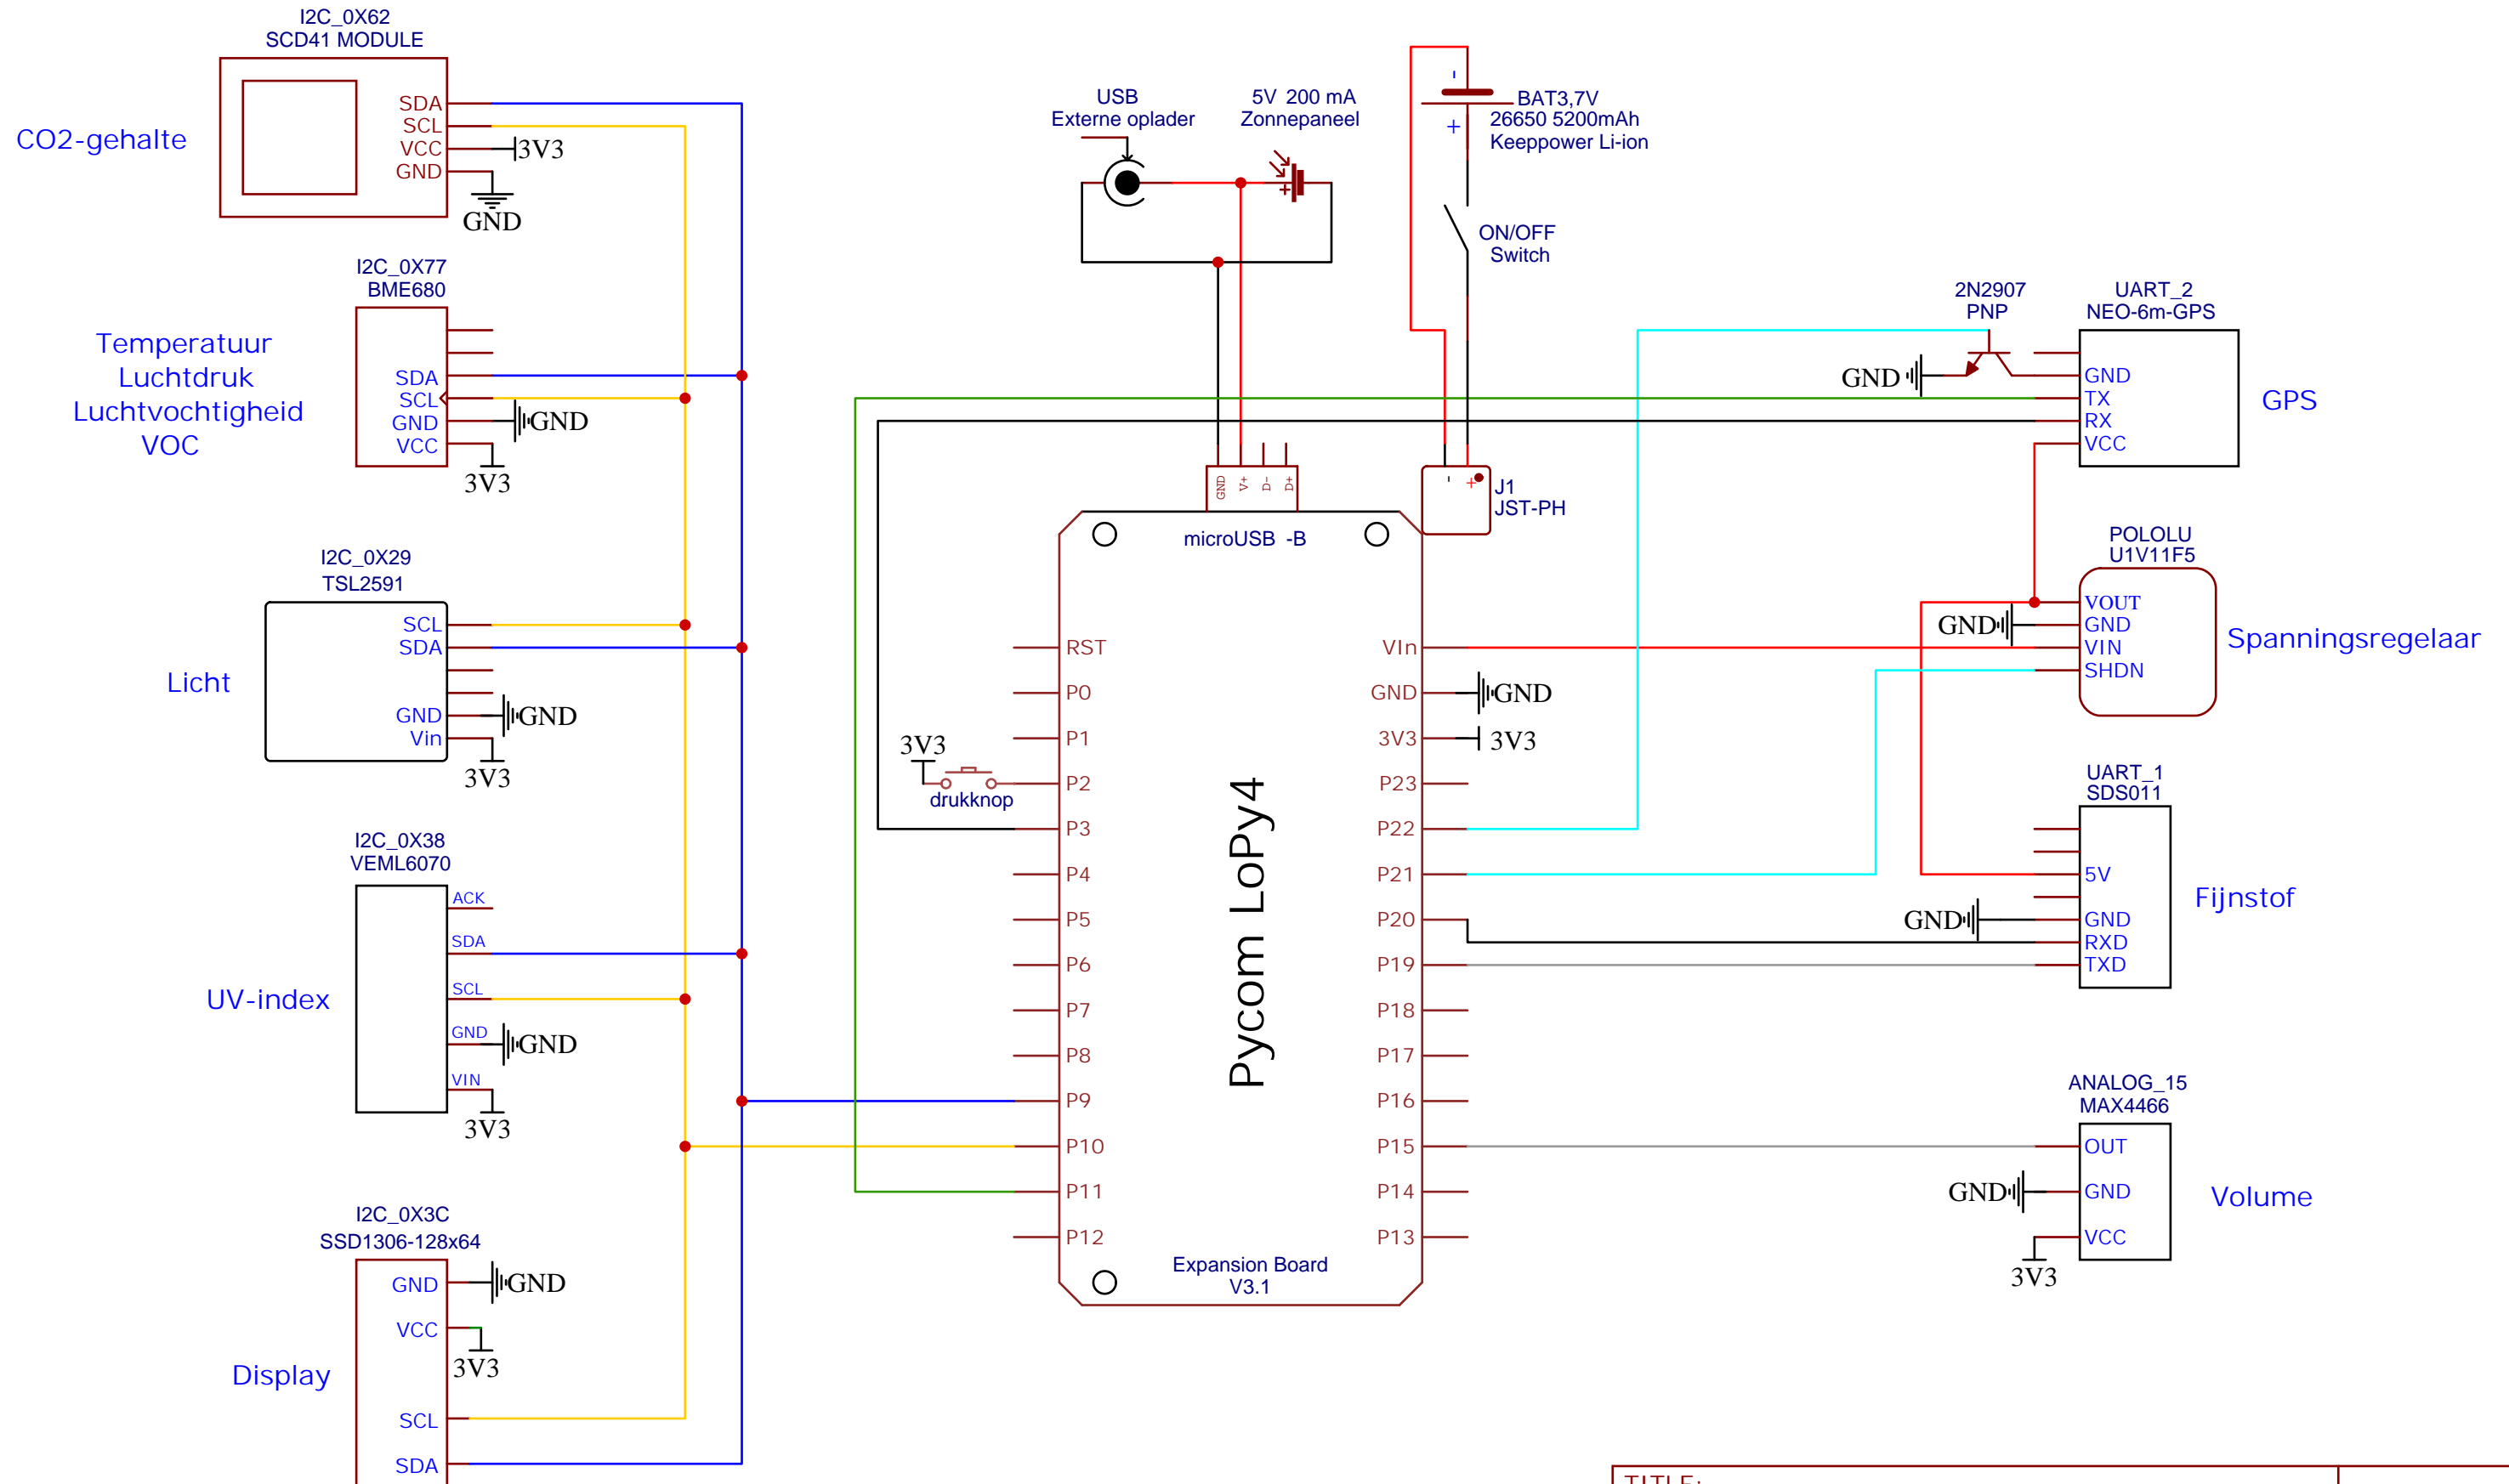 I2C_0X62
SCD41 MODULE
CO2-gehalte
SDA
SCL
VCC
GND
3V3
GND
I2C_0X77
BME680
Temperatuur
Luchtdruk
Luchtvochtigheid
VOC
SDA
SCL
GND
VCC
GND
3V3
I2C_0X29
TSL2591
Licht
SCL
SDA
GND
Vin
GND
3V3
I2C_0X38
VEML6070
UV-index
ACK
SDA
SCL
GND
VIN
GND
3V3
I2C_0X3C
SSD1306-128x64
Display
GND
VCC
SCL
SDA
GND
3V3
USB
Externe oplader
5V 200 mA
Zonnepaneel
-
+
BAT3,7V
26650 5200mAh
Keeppower Li-ion
ON/OFF
Switch
+
GND
V+
D-
D+
- +
J1
JST-PH
microUSB -B
RST
P0
P1
P2
P3
P4
P5
P6
P7
P8
P9
P10
P11
P12
3V3
drukknop
Pycom LoPy4
VIn
GND
3V3
P23
P22
P21
P20
P19
P18
P17
P16
P15
P14
P13
GND
3V3
Expansion Board
V3.1
2N2907
PNP
GND
UART_2
NEO-6m-GPS
GND
TX
RX
VCC
GPS
POLOLU
U1V11F5
VOUT
GND
VIN
SHDN
GND
Spanningsregelaar
UART_1
SDS011
5V
GND
RXD
TXD
GND
Fijnstof
ANALOG_15
MAX4466
OUT
GND
VCC
GND
3V3
Volume
TITLE: